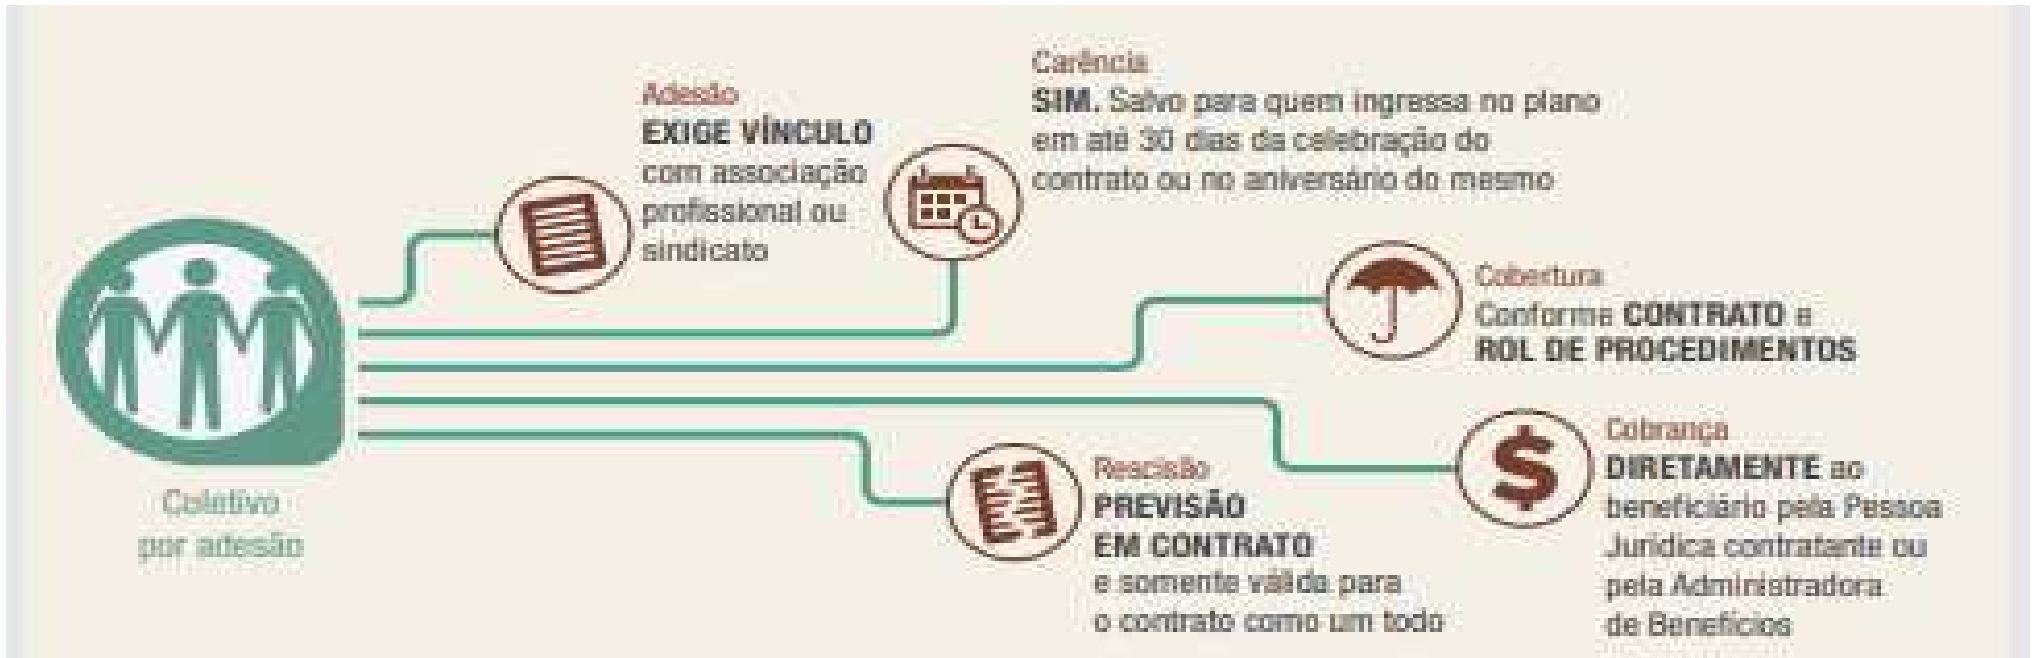 Adesão
EXIGE VÍNCULO
com associação
profissional ou
sindicato
Carência
SIM. Salvo para quem ingressa no plano
em até 30 dias da celebração do
contrato ou no aniversário do mesmo
Cobertura
Conforme CONTRATO e
ROL DE PROCEDIMENTOS
Cobrança
DIRETAMENTE ao
beneficiário pela Pessoa
Jurídica contratante ou
pela Administradora
de Benefícios
Rescisão
PREVISÃO
EM CONTRATO
e somente válida para
o contrato como um todo
Coletivo
por adesão